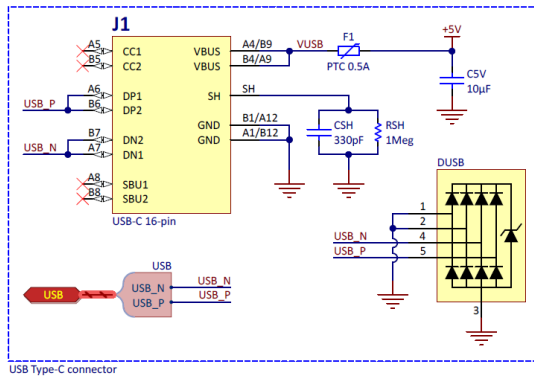 J1
A5 CC1 VBUS A4/B9 VUSB F1 +5V
B5 CC2 VBUS B4/A9 PTC 0.5A
C5V
10µF
A6 DP1 SH SH
USB_P B6 DP2
CSH
330pF
RSH
1Meg
B7 DN2 GND B1/A12
USB_N A7 DN1 GND A1/B12
A8 SBU1
B8 SBU2
USB-C 16-pin
DUSB
1
2
USB_N 4
USB_P 5
3
USB
USB USB_N USB_N
USB_P USB_P
USB Type-C connector